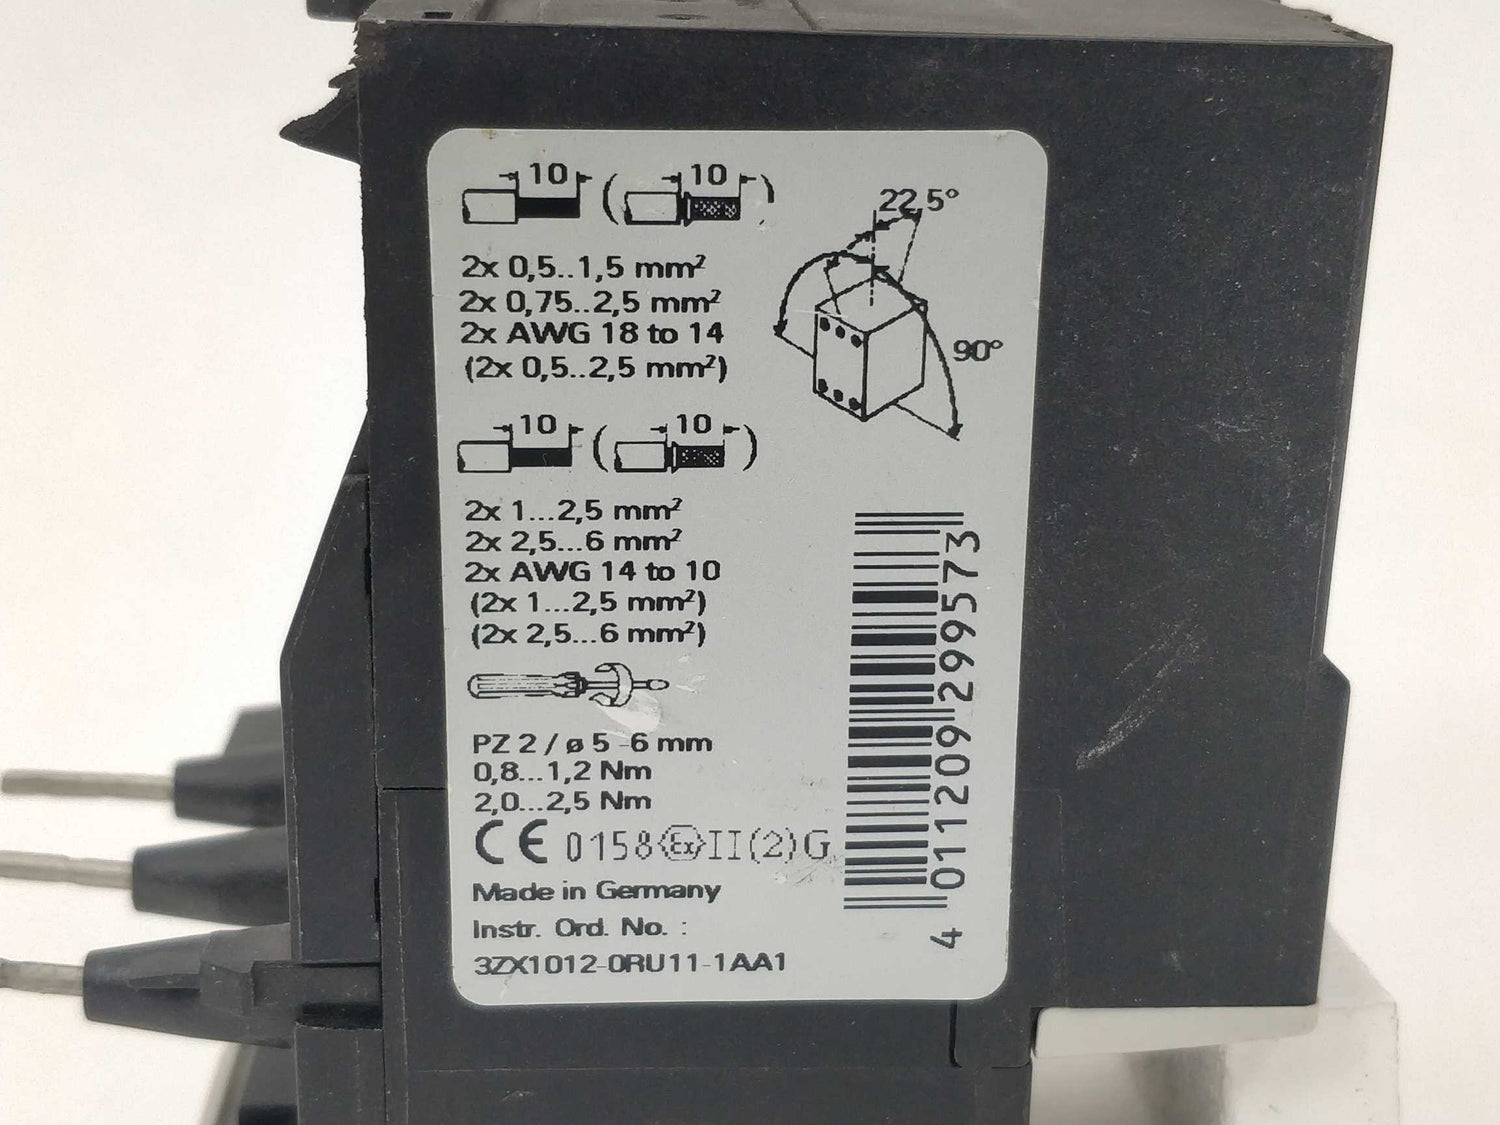 10 ( 10 )
22,5°
2x 0,5..1,5 mm²
2x 0,75..2,5 mm²
2x AWG 18 to 14
(2x 0,5..2,5 mm²)
90°
10 ( 10 )
2x 1...2,5 mm²
2x 2,5...6 mm²
2x AWG 14 to 10
(2x 1...2,5 mm²)
(2x 2,5...6 mm²)
PZ 2 / ø 5 -6 mm
0,8...1,2 Nm
2,0...2,5 Nm
CE 0158 Ex II (2) G
Made in Germany
Instr. Ord. No. :
3ZX1012-0RU11-1AA1
4 011209 299573